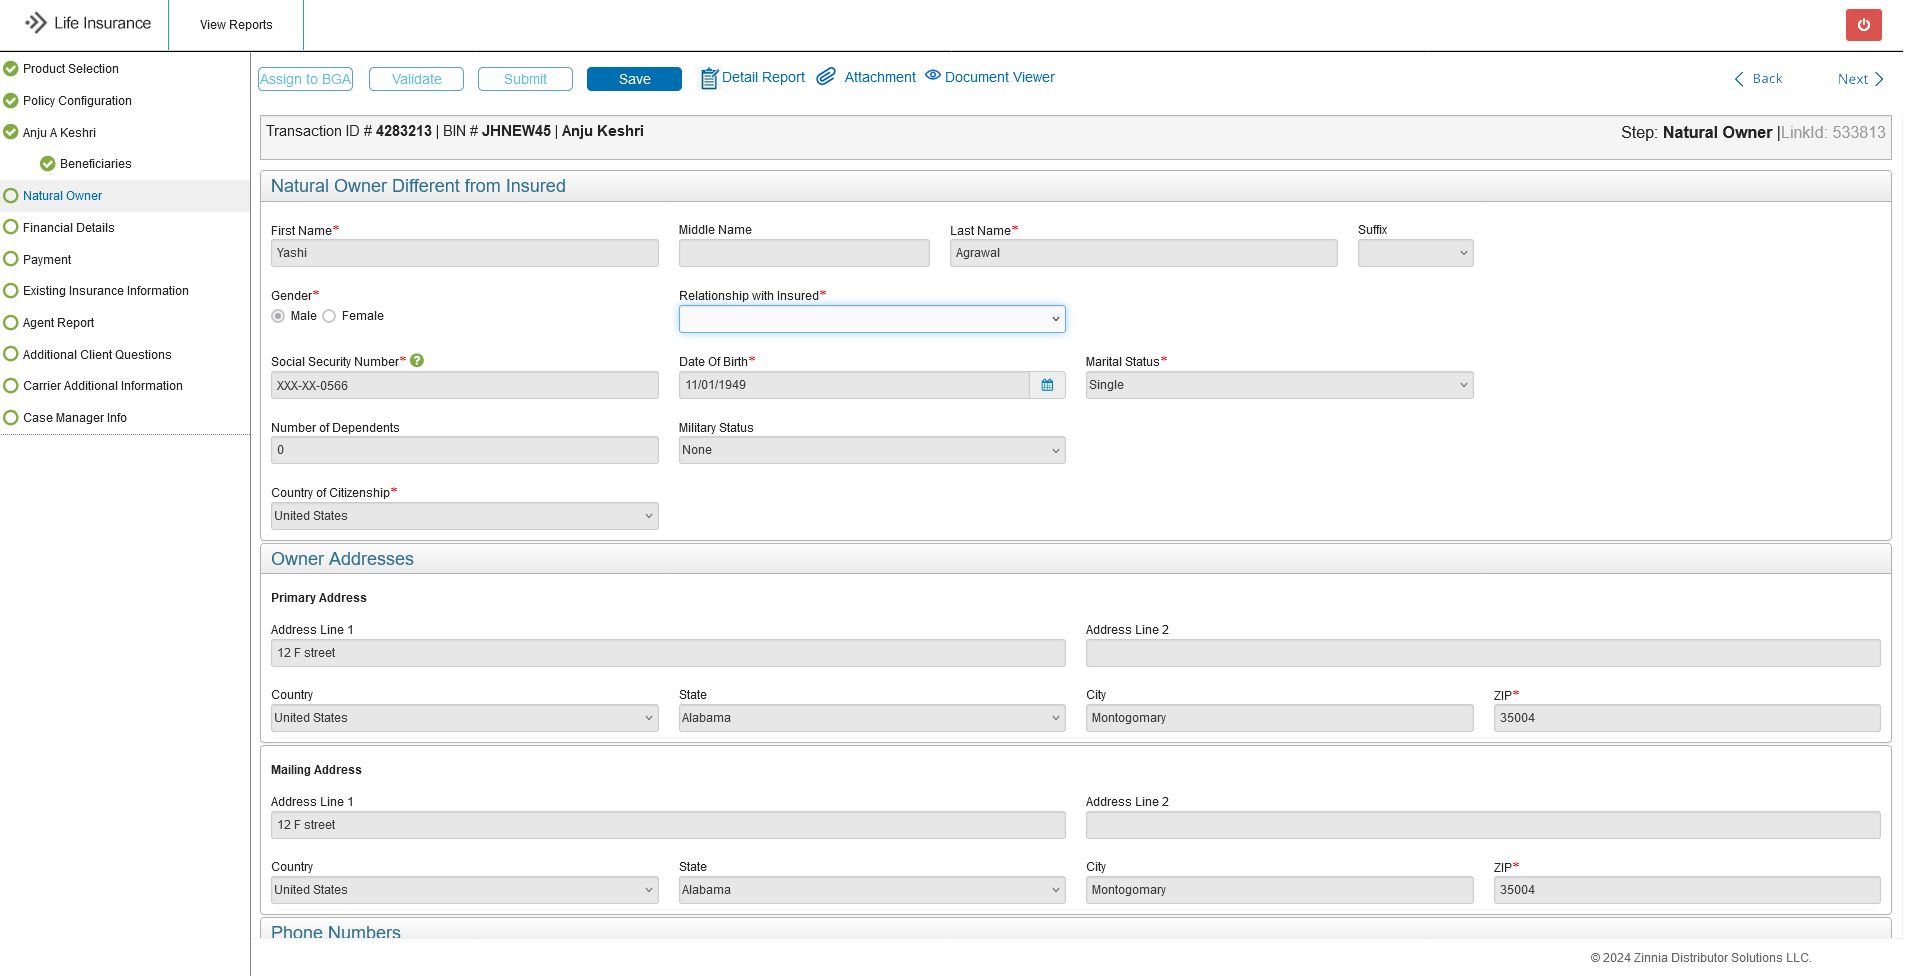 Life Insurance
View Reports
Product Selection
Policy Configuration
Anju A Keshri
Beneficiaries
Natural Owner
Financial Details
Payment
Existing Insurance Information
Agent Report
Additional Client Questions
Carrier Additional Information
Case Manager Info
Assign to BGA Validate Submit Save Detail Report Attachment Document Viewer Back Next
Transaction ID # 4283213 | BIN # JHNEW45 | Anju Keshri
Step: Natural Owner |LinkId: 533813
Natural Owner Different from Insured
First Name* Middle Name Last Name* Suffix
Yashi Agrawal
Gender* Relationship with Insured*
Male Female
Social Security Number* ? Date Of Birth* Marital Status*
XXX-XX-0566 11/01/1949 Single
Number of Dependents Military Status
0 None
Country of Citizenship*
United States
Owner Addresses
Primary Address
Address Line 1 Address Line 2
12 F street
Country State City ZIP*
United States Alabama Montogomary 35004
Mailing Address
Address Line 1 Address Line 2
12 F street
Country State City ZIP*
United States Alabama Montogomary 35004
Phone Numbers
© 2024 Zinnia Distributor Solutions LLC.